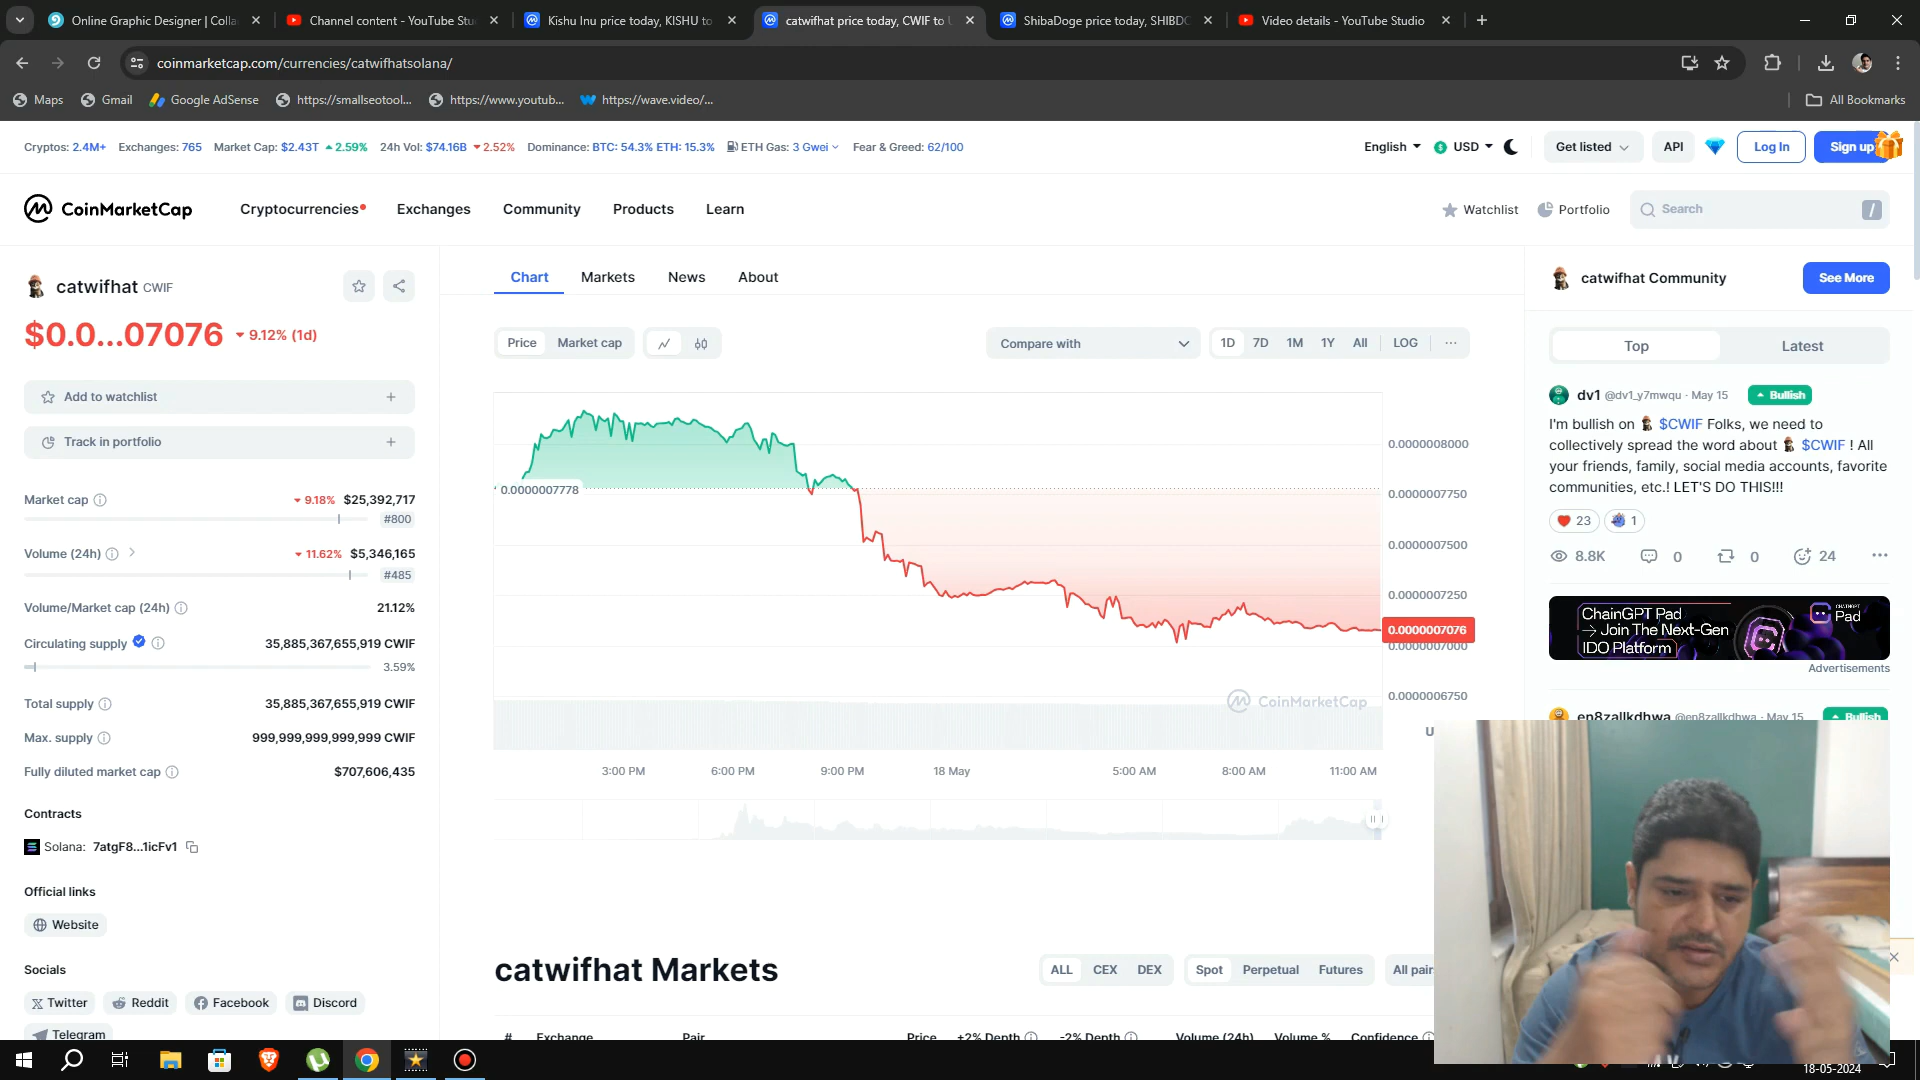 Online Graphic Designer | Colla
Channel content - YouTube Stu
Kishu Inu price today, KISHU to
catwifhat price today, CWIF to U
ShibaDoge price today, SHIBDO
Video details - YouTube Studio
coinmarketcap.com/currencies/catwifhatsolana/
Maps
Gmail
Google AdSense
https://smallseotool...
https://www.youtub...
https://wave.video/...
All Bookmarks
Cryptos: 2.4M+ Exchanges: 765 Market Cap: $2.43T 2.59% 24h Vol: $74.16B 2.52% Dominance: BTC: 54.3% ETH: 15.3% ETH Gas: 3 Gwei Fear & Greed: 62/100
English USD Get listed API Log In Sign up
CoinMarketCap
Cryptocurrencies Exchanges Community Products Learn
Watchlist Portfolio Search /
catwifhat CWIF
$0.0...07076 9.12% (1d)
Add to watchlist +
Track in portfolio +
Market cap 9.18% $25,392,717
#800
Volume (24h) 11.62% $5,346,165
#485
Volume/Market cap (24h) 21.12%
Circulating supply 35,885,367,655,919 CWIF
3.59%
Total supply 35,885,367,655,919 CWIF
Max. supply 999,999,999,999,999 CWIF
Fully diluted market cap $707,606,435
Contracts
Solana: 7atgF8...1icFv1
Official links
Website
Socials
Twitter Reddit Facebook Discord
Telegram
Chart Markets News About
Price Market cap
Compare with
1D 7D 1M 1Y All LOG ...
0.0000007778
0.0000008000
0.0000007750
0.0000007500
0.0000007250
0.0000007076
0.0000007000
0.0000006750
CoinMarketCap
3:00 PM 6:00 PM 9:00 PM 18 May 5:00 AM 8:00 AM 11:00 AM
catwifhat Markets
ALL CEX DEX Spot Perpetual Futures All pair
# Exchange Pair Price +2% Depth -2% Depth Volume (24h) Volume % Confidence
catwifhat Community See More
Top Latest
dv1 @dv1_y7mwqu · May 15 Bullish
I'm bullish on $CWIF Folks, we need to
collectively spread the word about $CWIF ! All
your friends, family, social media accounts, favorite
communities, etc.! LET'S DO THIS!!!
23 1
8.8K 0 0 24 ...
ChainGPT Pad
→ Join The Next-Gen
IDO Platform
CHAINGPT
Pad
Advertisements
en8zallkdhwa @en8zallkdhwa · May 15 Bullish
18-05-2024